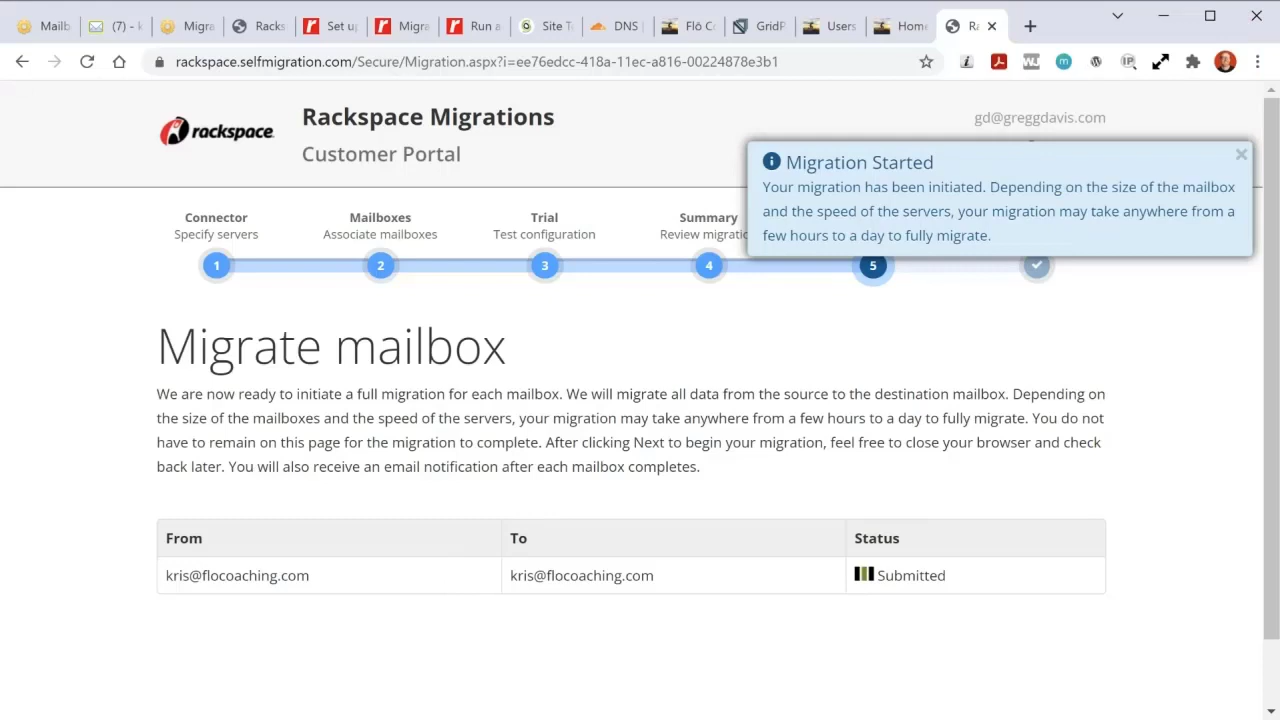 Mailb
(7) - k
Migra
Racks
Set up
Migra
Run a
Site T
DNS
Flö C
GridP
Users
Home
Ra
rackspace.selfmigration.com/Secure/Migration.aspx?i=ee76edcc-418a-11ec-a816-00224878e3b1
rackspace.
Rackspace Migrations
Customer Portal
gd@greggdavis.com
Migration Started
Your migration has been initiated. Depending on the size of the mailbox
and the speed of the servers, your migration may take anywhere from a
few hours to a day to fully migrate.
Connector
Specify servers
Mailboxes
Associate mailboxes
Trial
Test configuration
Summary
Review migratio
1
2
3
4
5
Migrate mailbox
We are now ready to initiate a full migration for each mailbox. We will migrate all data from the source to the destination mailbox. Depending on
the size of the mailboxes and the speed of the servers, your migration may take anywhere from a few hours to a day to fully migrate. You do not
have to remain on this page for the migration to complete. After clicking Next to begin your migration, feel free to close your browser and check
back later. You will also receive an email notification after each mailbox completes.
From To Status
kris@flocoaching.com kris@flocoaching.com Submitted